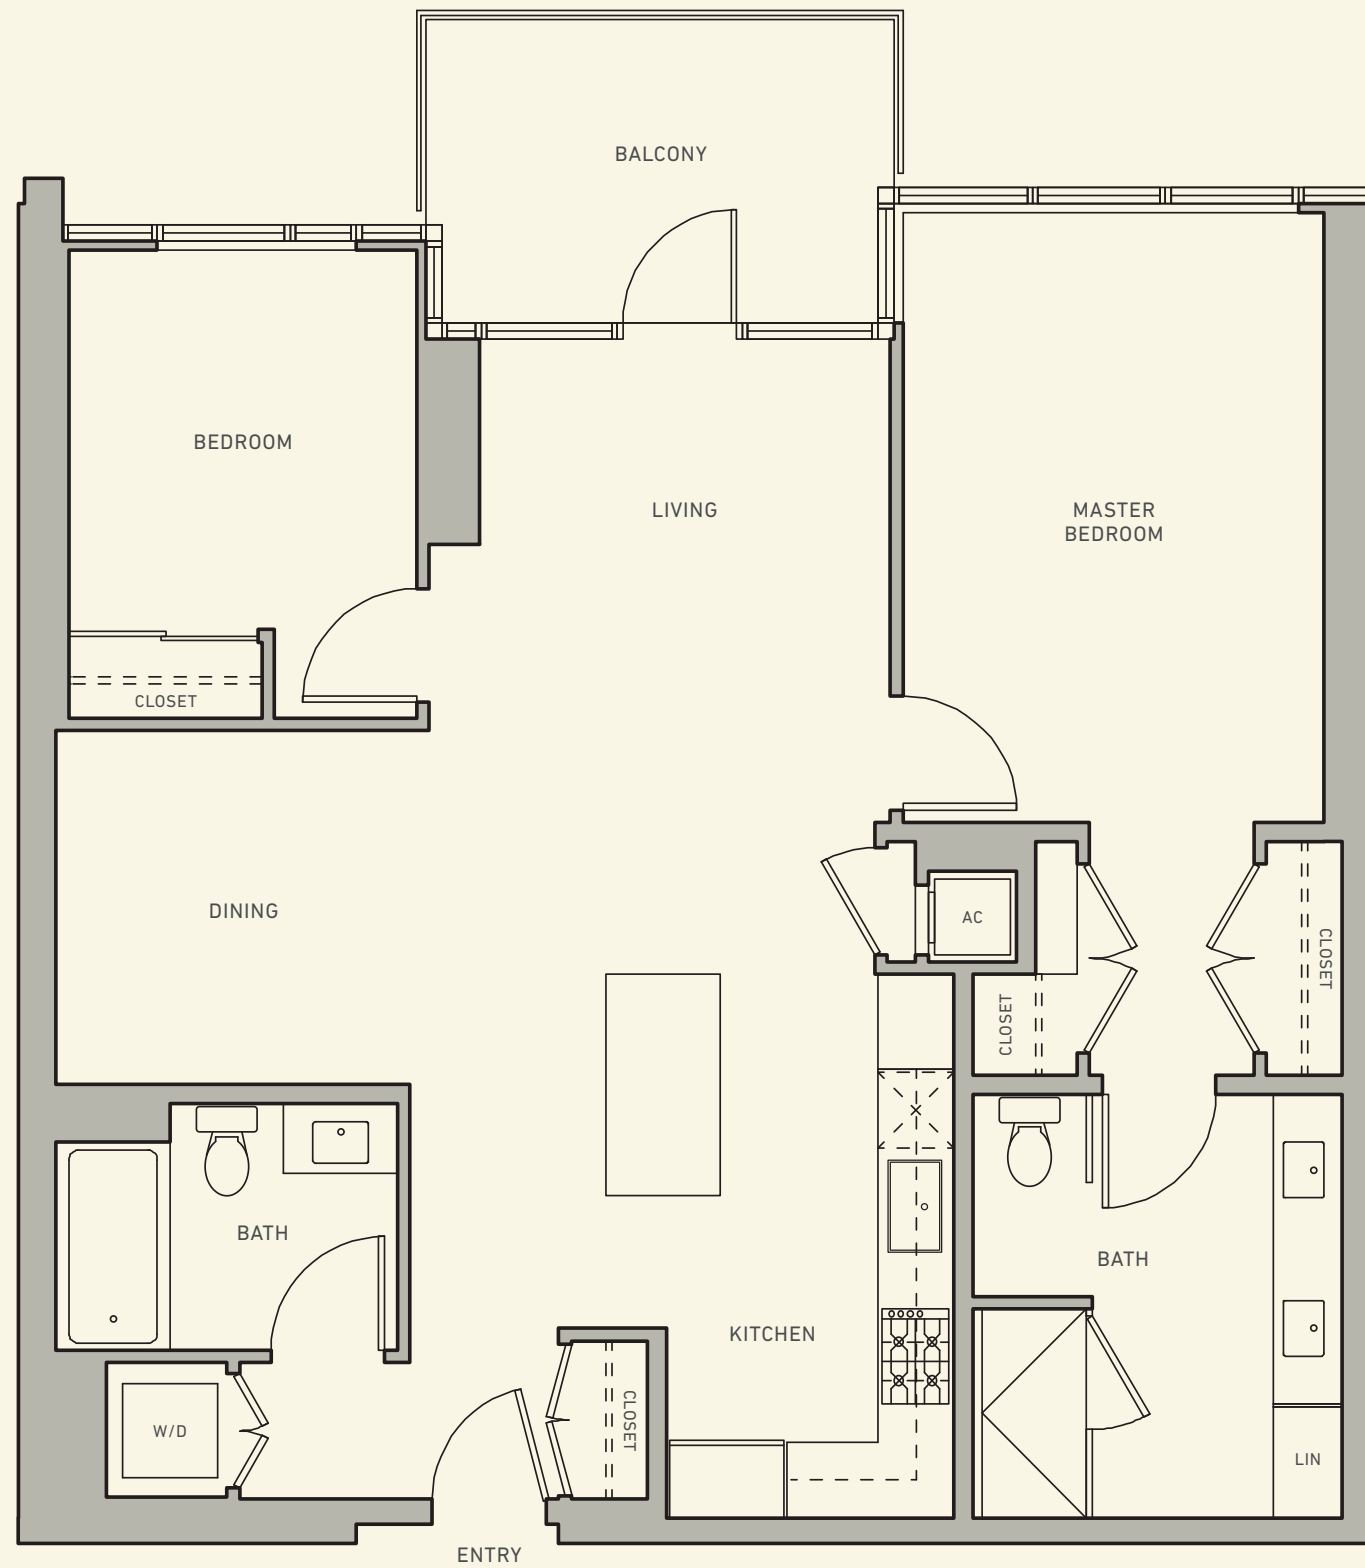 BALCONY
BEDROOM
LIVING
MASTER
BEDROOM
CLOSET
DINING
AC
CLOSET
CLOSET
BATH
BATH
KITCHEN
CLOSET
W/D
LIN
ENTRY